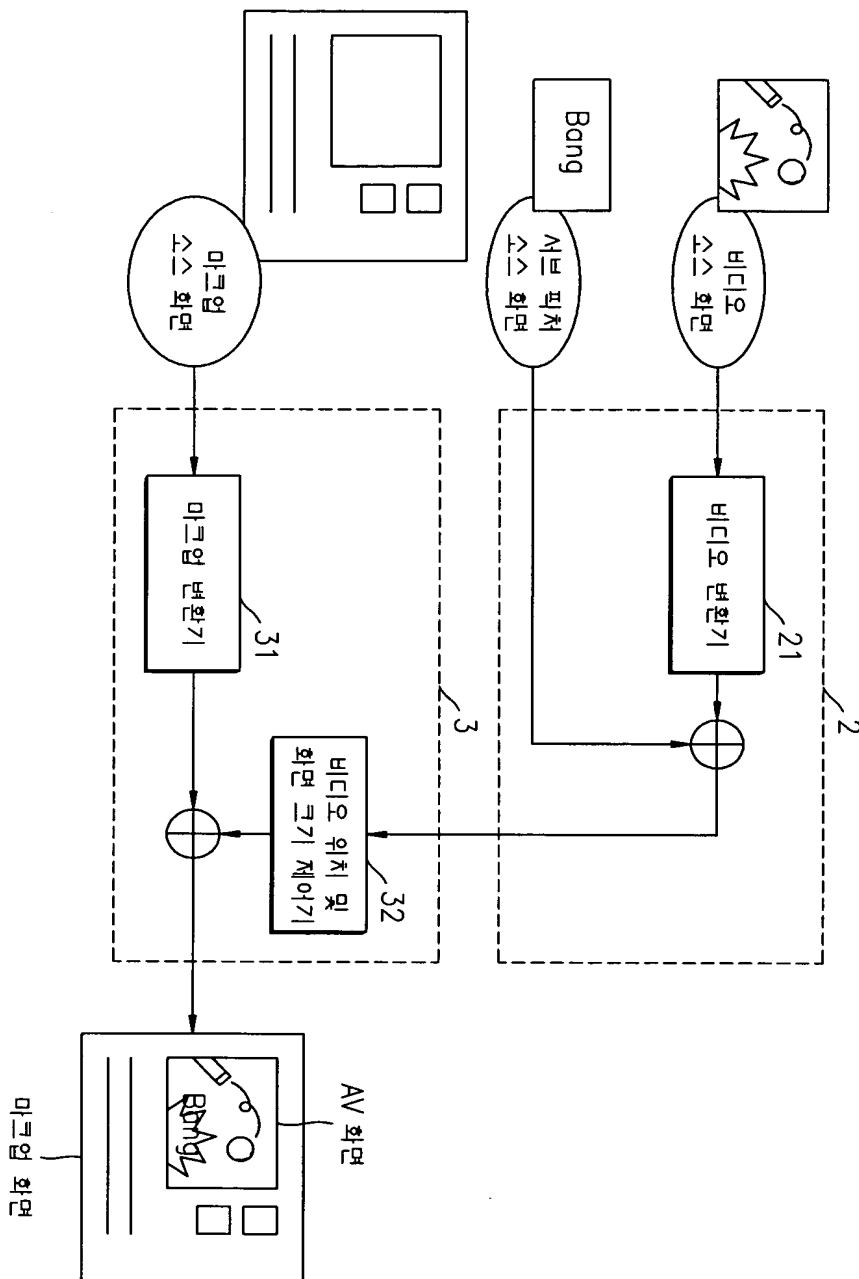 비디오
소스 화면
Bang
서브 픽처
소스 화면
마크업
소스 화면
2
비디오 변환기
21
3
마크업 변환기
31
비디오 위치 및
화면 크기 제어기
32
Bang
AV 화면
마크업 화면